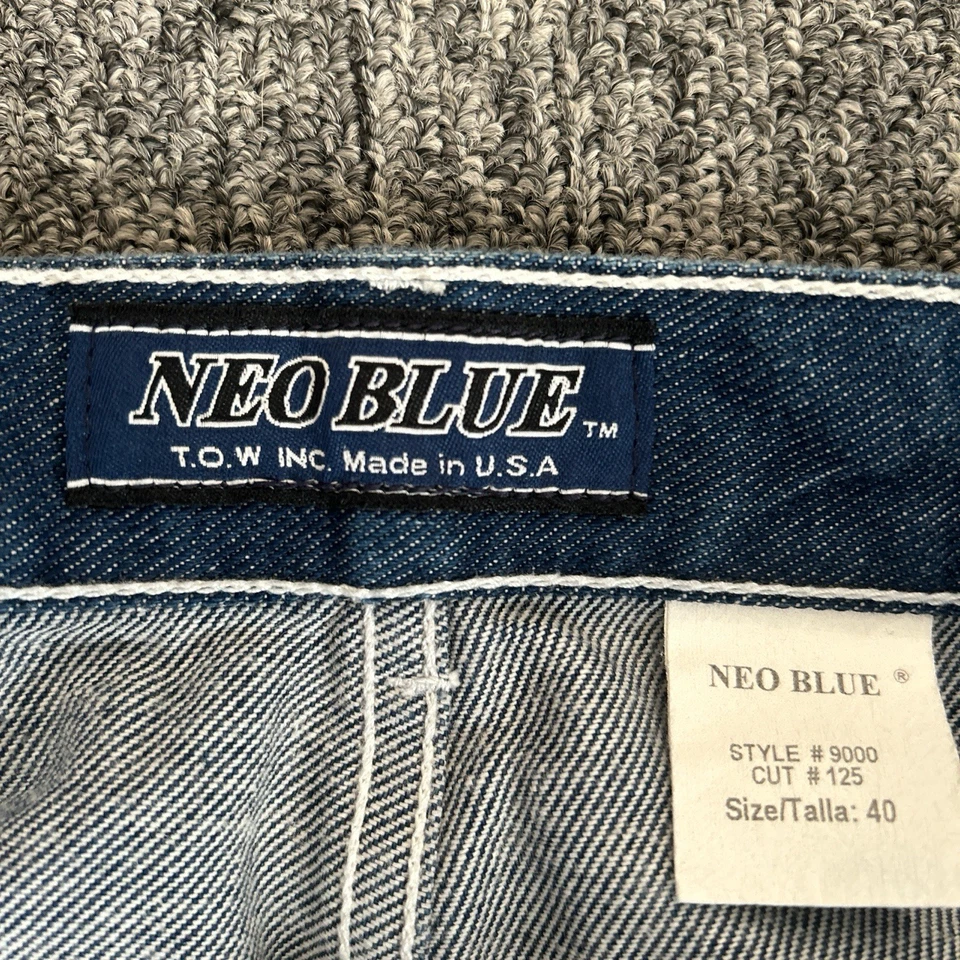 NEO BLUE™
T.O.W INC. Made in U.S.A
NEO BLUE ®
STYLE # 9000
CUT # 125
Size/Talla: 40